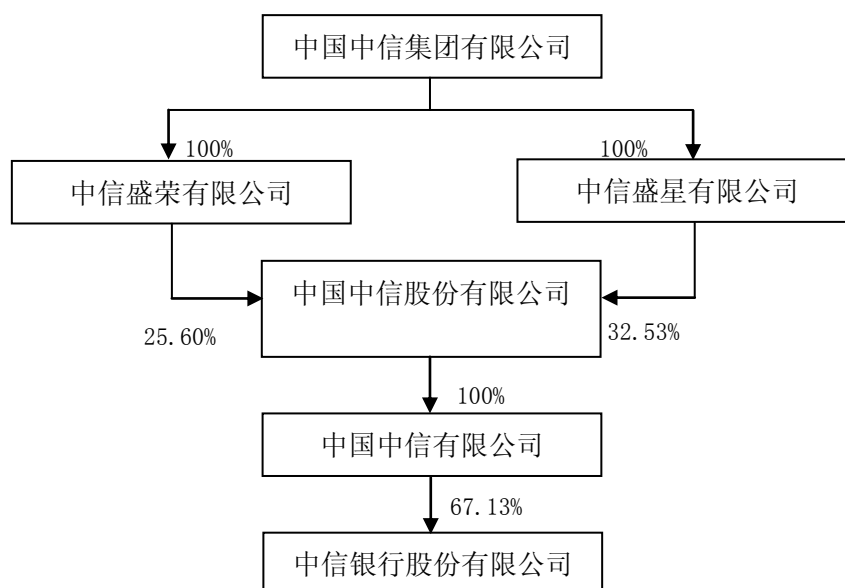 中国中信集团有限公司
100%
100%
中信盛荣有限公司
中信盛星有限公司
中国中信股份有限公司
25.60%
32.53%
100%
中国中信有限公司
67.13%
中信银行股份有限公司